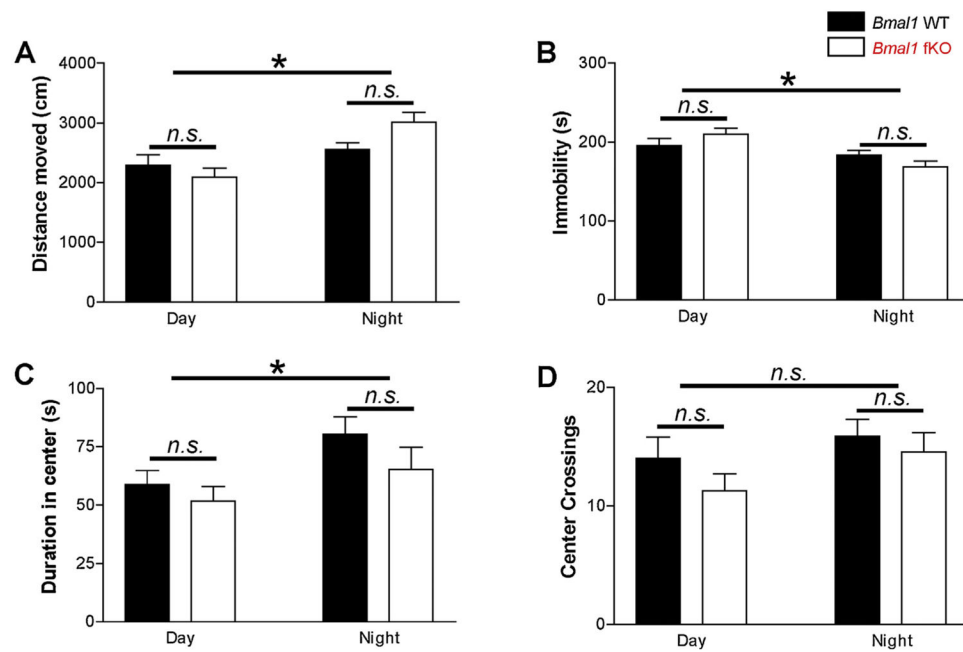 Bmal1 WT
Bmal1 fKO
A
Distance moved (cm)
4000
3000
2000
1000
0
*
n.s.
n.s.
Day
Night
B
Immobility (s)
300
200
100
0
*
n.s.
n.s.
Day
Night
C
Duration in center (s)
100
75
50
25
0
*
n.s.
n.s.
Day
Night
D
Center Crossings
20
10
0
n.s.
n.s.
n.s.
Day
Night